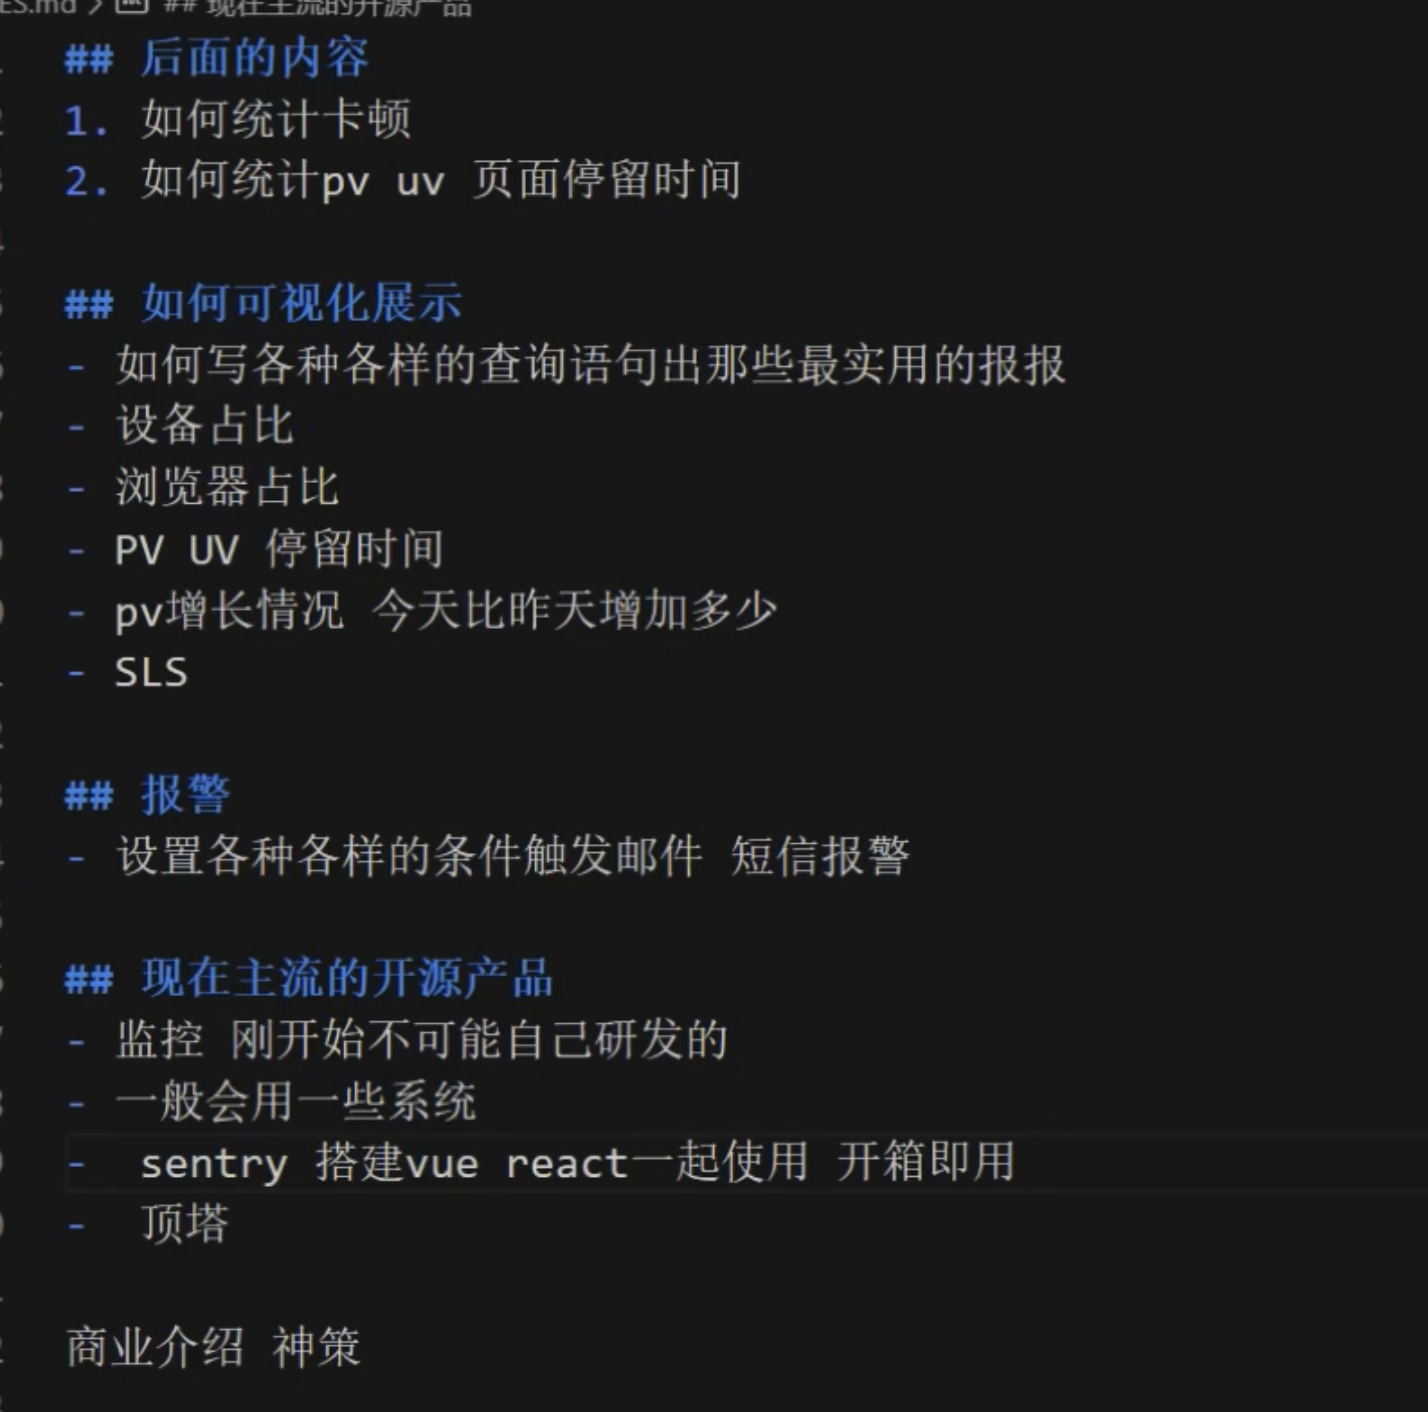 ES.md > ## 现在主流的开源产品
## 后面的内容
1. 如何统计卡顿
2. 如何统计pv uv 页面停留时间
## 如何可视化展示
- 如何写各种各样的查询语句出那些最实用的报报
- 设备占比
- 浏览器占比
- PV UV 停留时间
- pv增长情况 今天比昨天增加多少
- SLS
## 报警
- 设置各种各样的条件触发邮件 短信报警
## 现在主流的开源产品
- 监控 刚开始不可能自己研发的
- 一般会用一些系统
-  sentry 搭建vue react一起使用 开箱即用
-  顶塔
商业介绍 神策